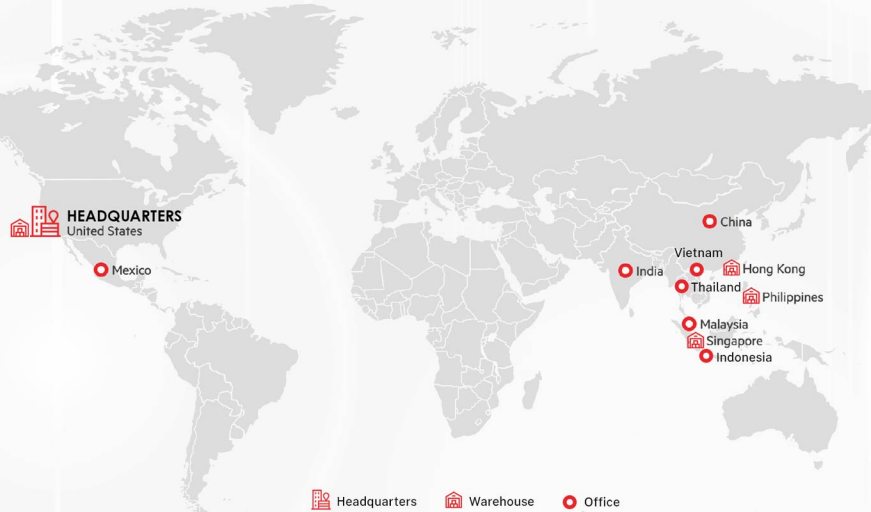 HEADQUARTERS
United States
Mexico
China
Vietnam
India
Hong Kong
Thailand
Philippines
Malaysia
Singapore
Indonesia
Headquarters
Warehouse
Office